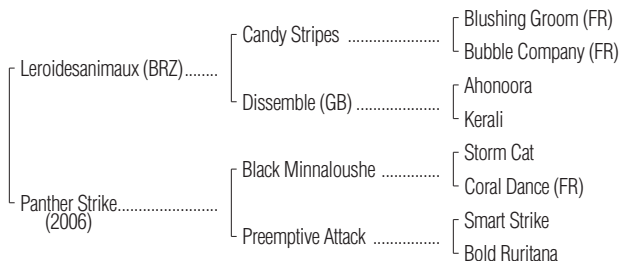 Blushing Groom (FR)
Candy Stripes ......................
Bubble Company (FR)
Leroidesanimaux (BRZ)........
Ahonoora
Dissemble (GB) ....................
Kerali
Storm Cat
Black Minnaloushe ..............
Coral Dance (FR)
Panther Strike........................
(2006)
Smart Strike
Preemptive Attack ................
Bold Ruritana